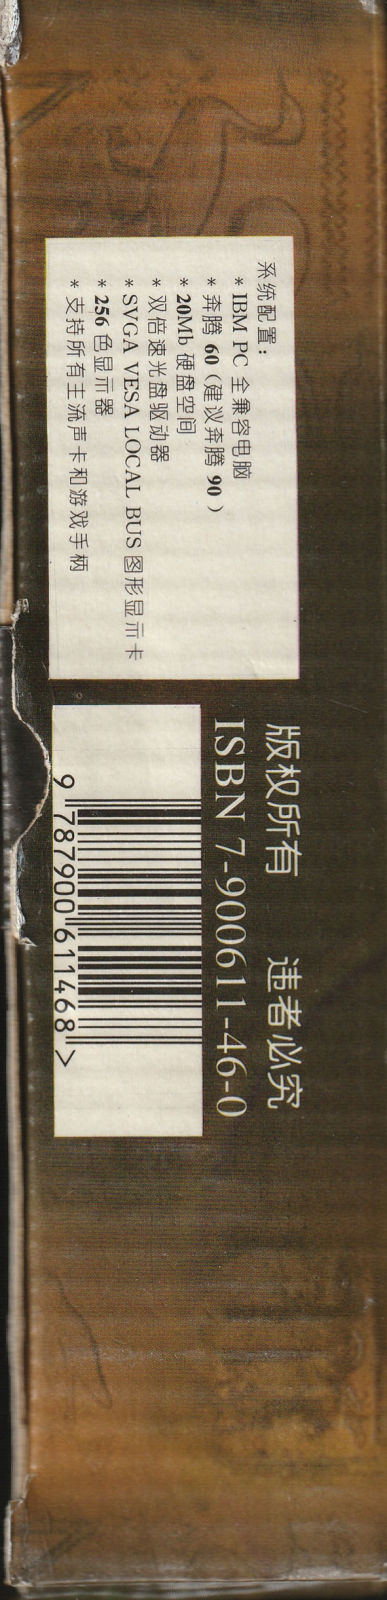 系统配置：
* IBM PC 全兼容电脑
* 奔腾 60（建议奔腾 90 ）
* 20Mb 硬盘空间
* 双倍速光盘驱动器
* SVGA VESA LOCAL BUS 图形显示卡
* 256 色显示器
* 支持所有主流声卡和游戏手柄
版权所有 违者必究
ISBN 7-900611-46-0
9 787900 611468 >